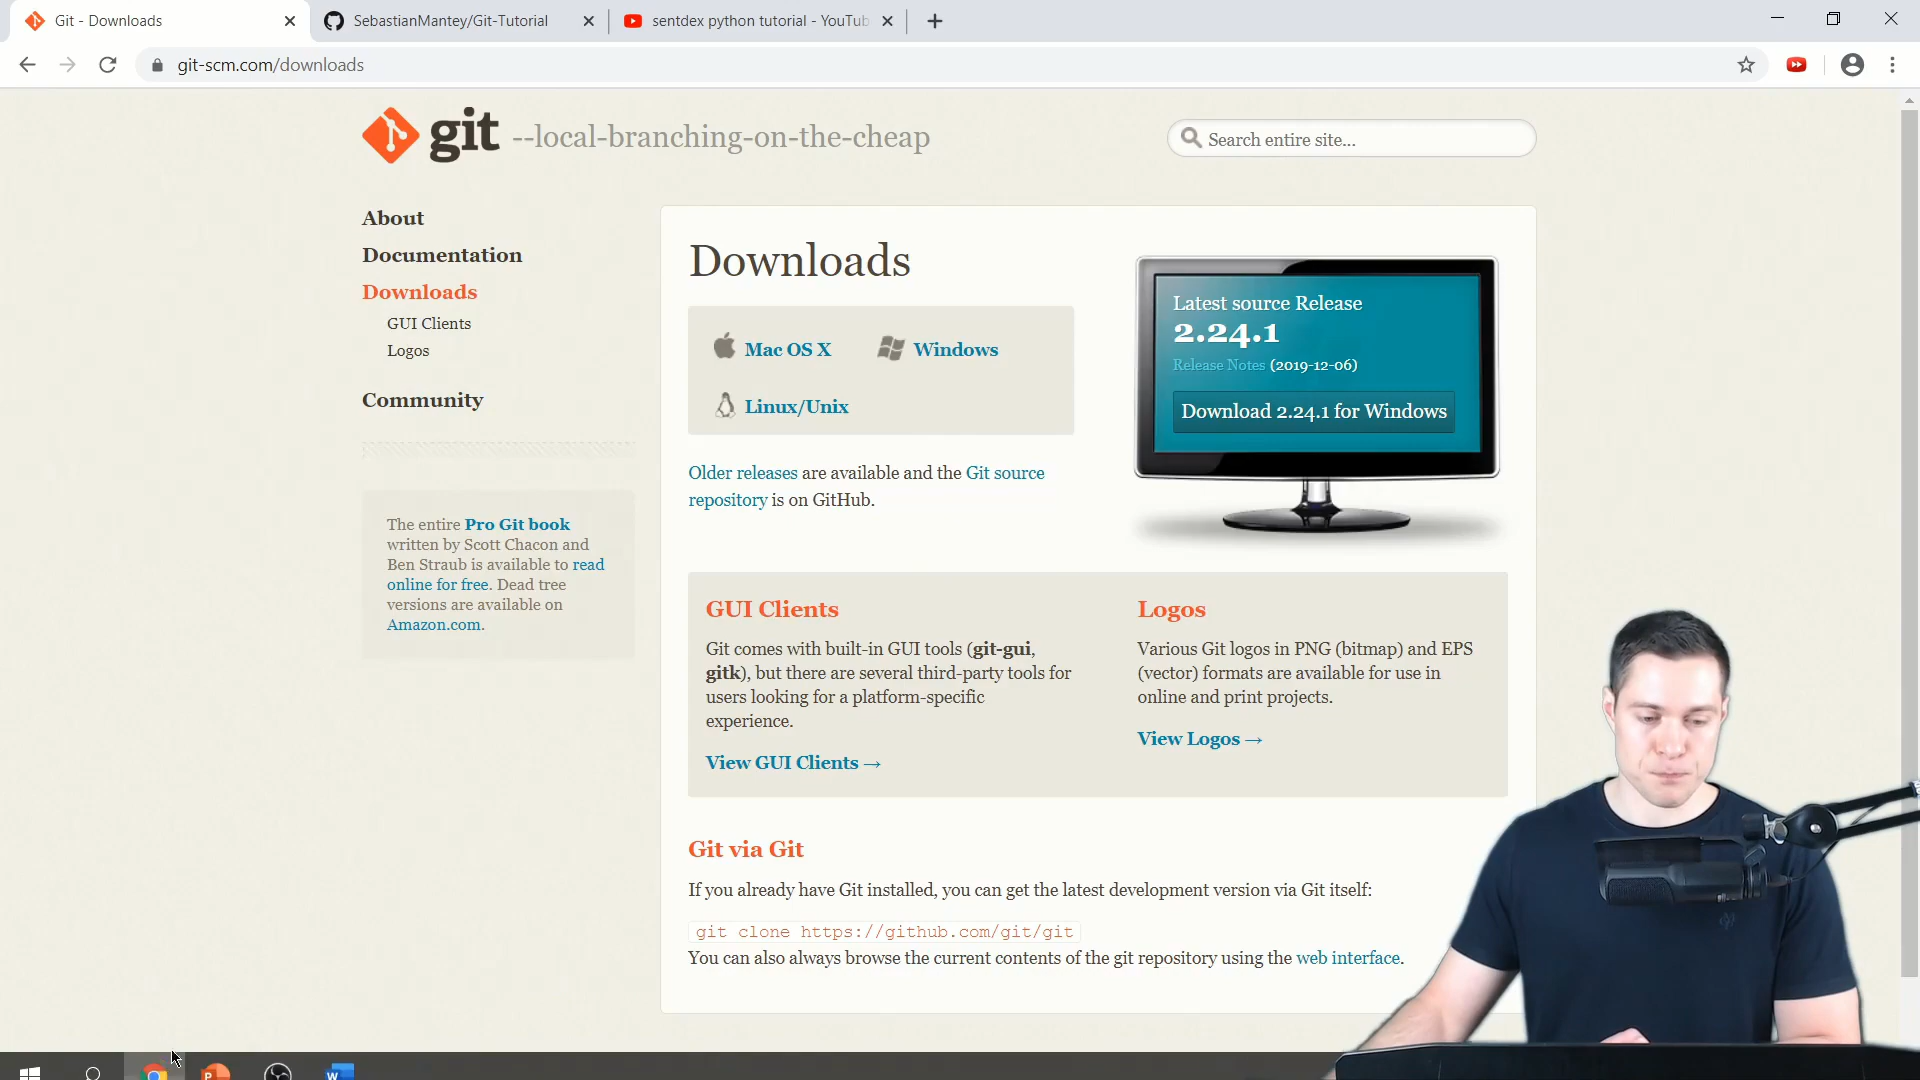 Git - Downloads
SebastianMantey/Git-Tutorial
sentdex python tutorial - YouTub
git-scm.com/downloads
git --local-branching-on-the-cheap
Search entire site...
About
Documentation
Downloads
GUI Clients
Logos
Community
The entire Pro Git book
written by Scott Chacon and
Ben Straub is available to read
online for free. Dead tree
versions are available on
Amazon.com.
Downloads
Mac OS X
Windows
Linux/Unix
Older releases are available and the Git source
repository is on GitHub.
Latest source Release
2.24.1
Release Notes (2019-12-06)
Download 2.24.1 for Windows
GUI Clients
Git comes with built-in GUI tools (git-gui,
gitk), but there are several third-party tools for
users looking for a platform-specific
experience.
View GUI Clients →
Logos
Various Git logos in PNG (bitmap) and EPS
(vector) formats are available for use in
online and print projects.
View Logos →
Git via Git
If you already have Git installed, you can get the latest development version via Git itself:
git clone https://github.com/git/git
You can also always browse the current contents of the git repository using the web interface.
P
W